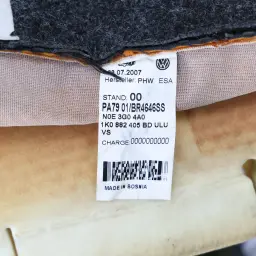 .07.2007
Hersteller PHW ESA
STAND 00
PA79 01/BR4646SS
N0E 3G0 4A0
1K0 882 405 BD ULU
VS
CHARGE 0000000000
MADE IN BOSNIA